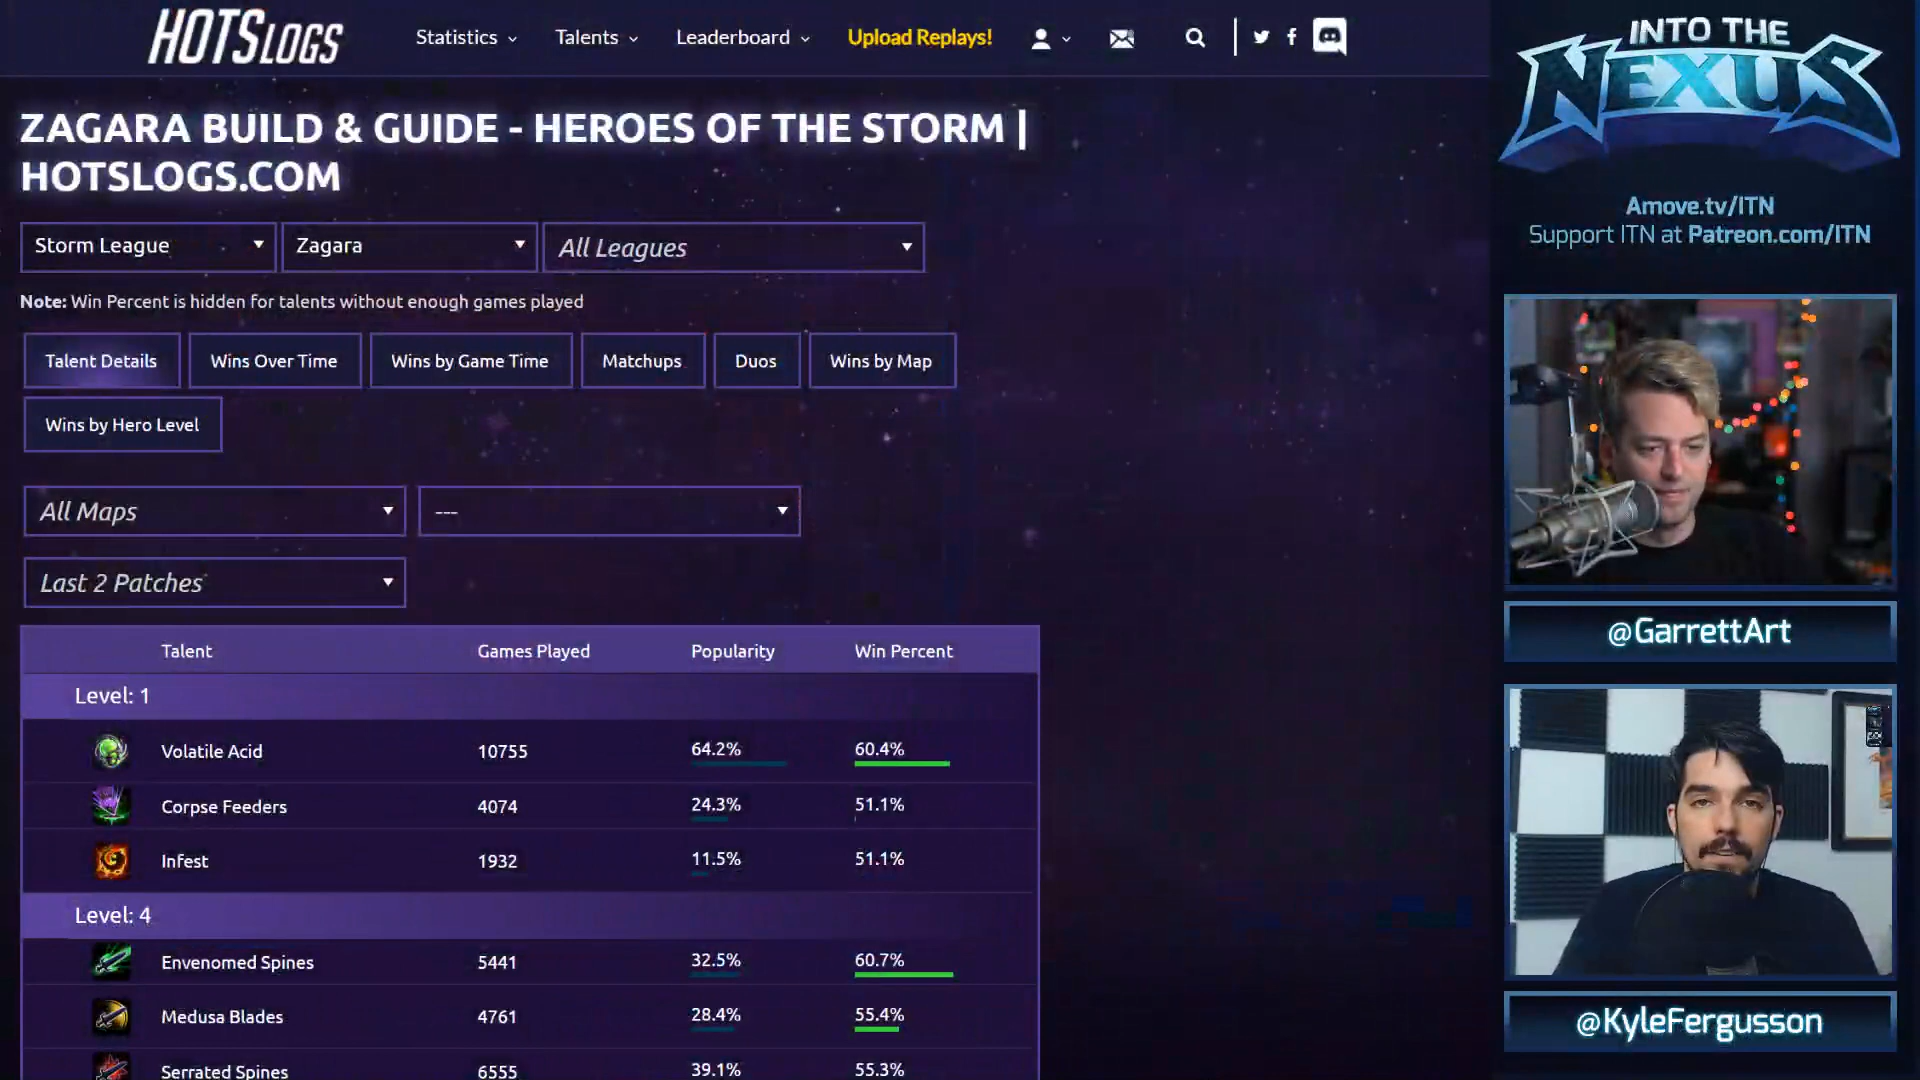 HOTSLOGS
Statistics
Talents
Leaderboard
Upload Replays!
ZAGARA BUILD & GUIDE - HEROES OF THE STORM |
HOTSLOGS.COM
Storm League
Zagara
All Leagues
Note: Win Percent is hidden for talents without enough games played
Talent Details
Wins Over Time
Wins by Game Time
Matchups
Duos
Wins by Map
Wins by Hero Level
All Maps
---
Last 2 Patches
Talent Games Played Popularity Win Percent
Level: 1
Volatile Acid 10755 64.2% 60.4%
Corpse Feeders 4074 24.3% 51.1%
Infest 1932 11.5% 51.1%
Level: 4
Envenomed Spines 5441 32.5% 60.7%
Medusa Blades 4761 28.4% 55.4%
Serrated Spines 6555 39.1% 55.3%
INTO THE
NEXUS
Amove.tv/ITN
Support ITN at Patreon.com/ITN
@GarrettArt
@KyleFergusson